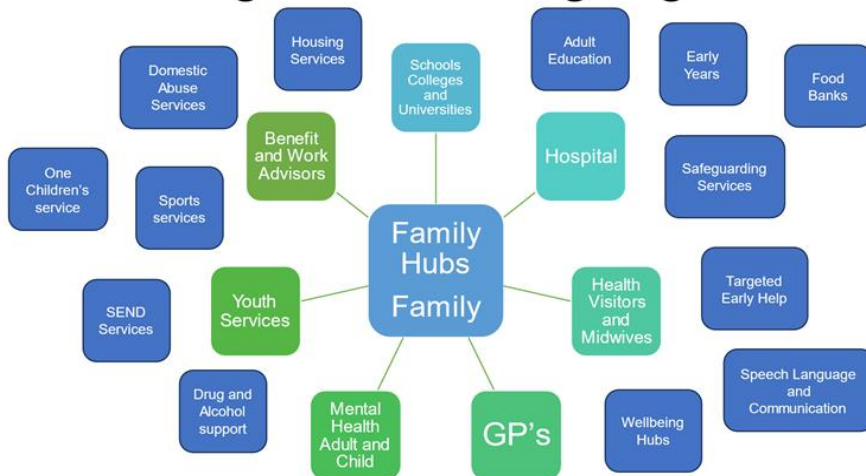 Housing
Services
Adult
Education
Early
Years
Food
Banks
Domestic
Abuse
Services
Schools
Colleges
and
Universities
Benefit
and Work
Advisors
Hospital
One
Children's
service
Sports
services
Safeguarding
Services
Family
Hubs
Family
SEND
Services
Youth
Services
Health
Visitors
and
Midwives
Targeted
Early Help
Drug and
Alcohol
support
Mental
Health
Adult and
Child
GP's
Wellbeing
Hubs
Speech Language
and
Communication